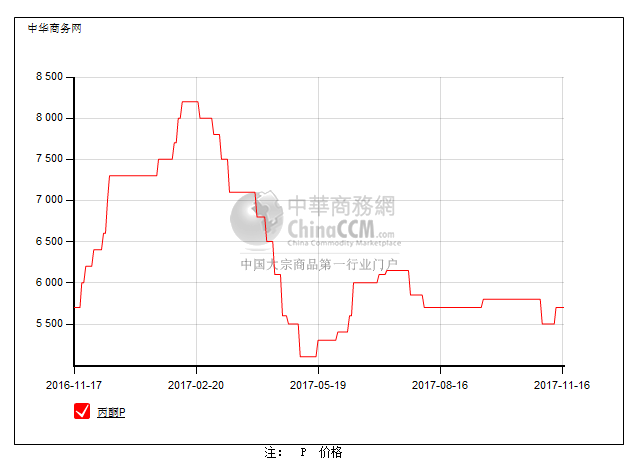 中华商务网
8 500
8 000
7 500
7 000
6 500
6 000
5 500
中華商務網
ChinaCCM.com
China Commodity Marketplace
中国大宗商品第一行业门户
2016-11-17 2017-02-20 2017-05-19 2017-08-16 2017-11-16
丙酮P
注： P 价格